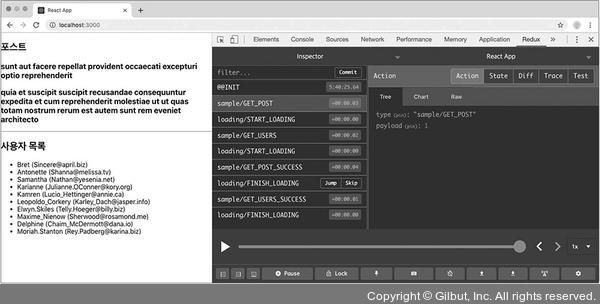 React App
localhost:3000
포스트
sunt aut facere repellat provident occaecati excepturi
optio reprehenderit
quia et suscipit suscipit recusandae consequuntur
expedita et cum reprehenderit molestiae ut ut quas
totam nostrum rerum est autem sunt rem eveniet
architecto
사용자 목록
Bret (Sincere@april.biz)
Antonette (Shanna@melissa.tv)
Samantha (Nathan@yesenia.net)
Karianne (Julianne.OConner@kory.org)
Kamren (Lucio_Hettinger@annie.ca)
Leopoldo_Corkery (Karley_Dach@jasper.info)
Elwyn.Skiles (Telly.Hoeger@billy.biz)
Maxime_Nienow (Sherwood@rosamond.me)
Delphine (Chaim_McDermott@dana.io)
Moriah.Stanton (Rey.Padberg@karina.biz)
Elements Console Sources Network Performance Memory Application Redux
Inspector React App
filter... Commit
@@INIT 5:40:25.64
sample/GET_POST +00:00.03
loading/START_LOADING +00:00.00
sample/GET_USERS +00:00.02
loading/START_LOADING +00:00.00
sample/GET_POST_SUCCESS +00:00.04
loading/FINISH_LOADING Jump Skip
sample/GET_USERS_SUCCESS +00:00.01
loading/FINISH_LOADING +00:00.00
Action Action State Diff Trace Test
Tree Chart Raw
type (pin): "sample/GET_POST"
payload (pin): 1
1x
Pause Lock
Copyright © Gilbut, Inc. All rights reserved.